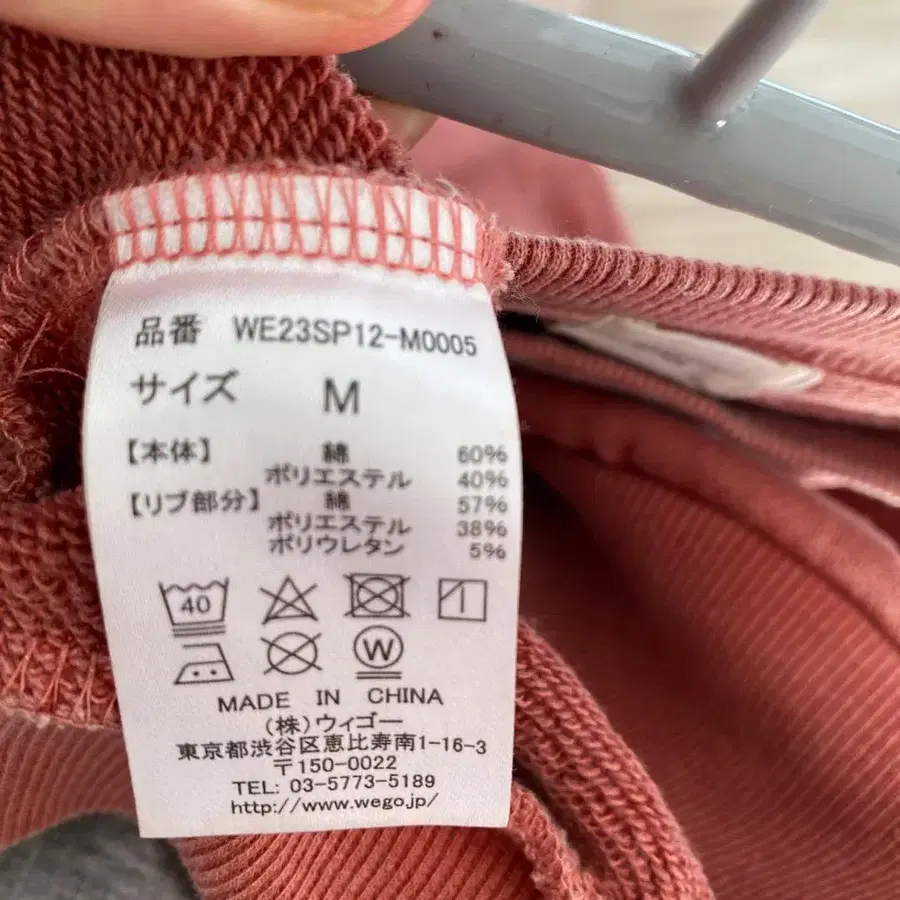 品番 WE23SP12-M0005
サイズ M
【本体】 綿 60%
ポリエステル 40%
【リブ部分】 綿 57%
ポリエステル 38%
ポリウレタン 5%
40
W
MADE IN CHINA
(株)ウィゴー
東京都渋谷区恵比寿南1-16-3
〒150-0022
TEL: 03-5773-5189
http://www.wego.jp/